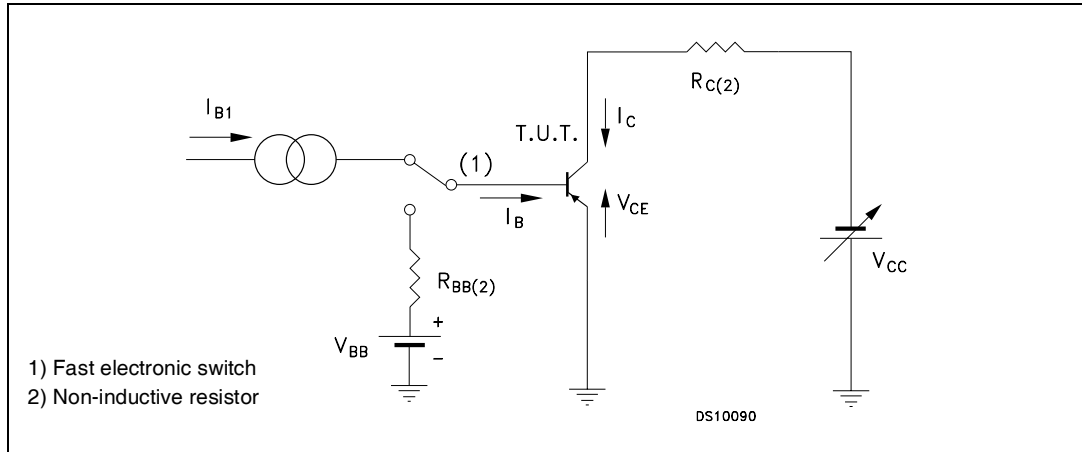 I_B1
(1)
I_B
T.U.T.
I_C
V_CE
R_C(2)
V_CC
R_BB(2)
V_BB
+
−
1) Fast electronic switch
2) Non-inductive resistor
DS10090